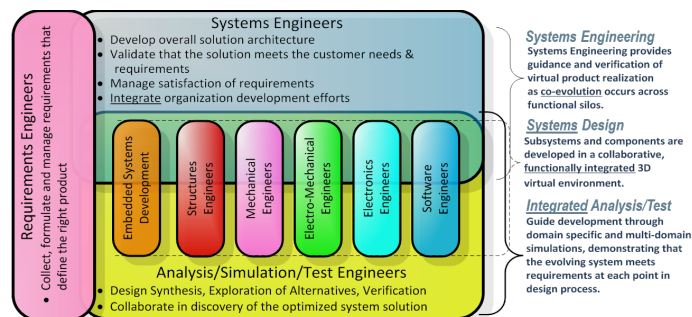 Requirements Engineers
• Collect, formulate and manage requirements that
define the right product
Systems Engineers
• Develop overall solution architecture
• Validate that the solution meets the customer needs &
requirements
• Manage satisfaction of requirements
• Integrate organization development efforts
Embedded Systems
Development
Structures
Engineers
Mechanical
Engineers
Electro-Mechanical
Engineers
Electronics
Engineers
Software
Engineers
Analysis/Simulation/Test Engineers
• Design Synthesis, Exploration of Alternatives, Verification
• Collaborate in discovery of the optimized system solution
Systems Engineering
Systems Engineering provides
guidance and verification of
virtual product realization
as co-evolution occurs across
functional silos.
Systems Design
Subsystems and components are
developed in a collaborative,
functionally integrated 3D
virtual environment.
Integrated Analysis/Test
Guide development through
domain specific and multi-domain
simulations, demonstrating that
the evolving system meets
requirements at each point in
design process.